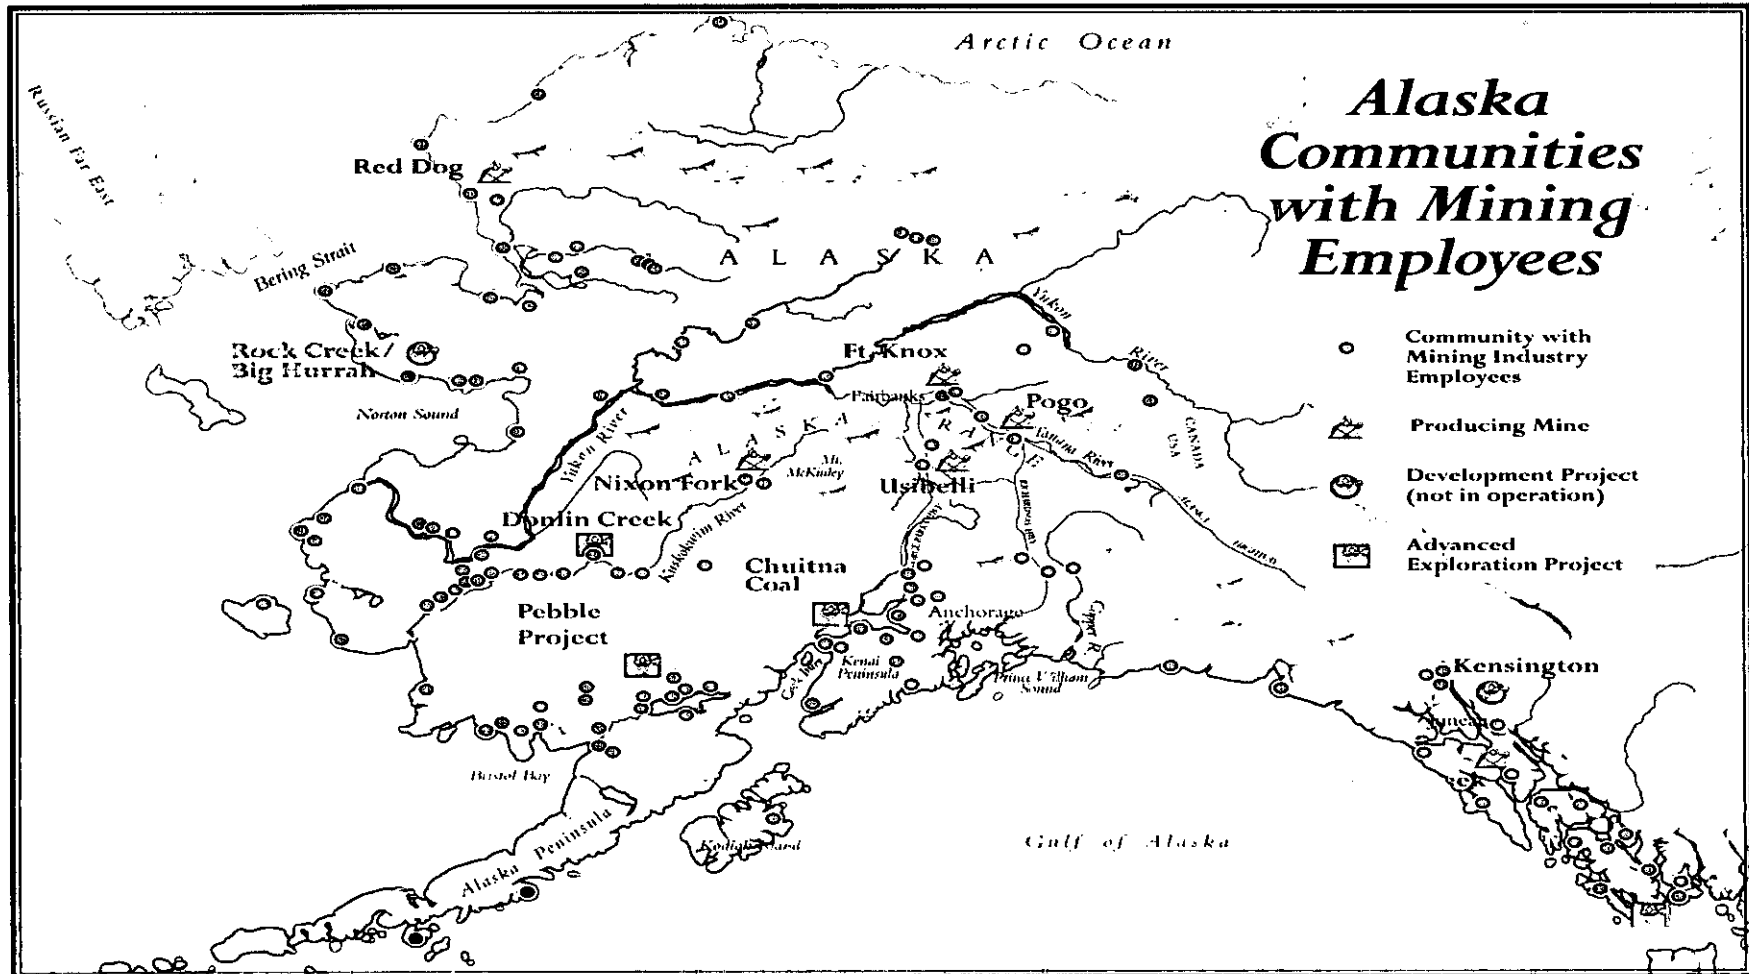 Arctic Ocean
Alaska
Communities
with Mining
Employees
Russian Far East
Red Dog
Bering Strait
A L A S K A
Yukon
River
Rock Creek/
Big Hurrah
Norton Sound
Ft. Knox
Fairbanks
Pogo
Tanana River
CANADA
USA
Yukon River
ALASKA
RANGE
Mt.
McKinley
Nixon Fork
Usibelli
Donlin Creek
Kuskokwim River
Chuitna
Coal
Pebble
Project
Anchorage
Copper R.
Kenai
Peninsula
Prince William
Sound
Kensington
Juneau
Bristol Bay
Alaska Peninsula
Kodiak Island
Gulf of Alaska
Community with
Mining Industry
Employees
Producing Mine
Development Project
(not in operation)
Advanced
Exploration Project